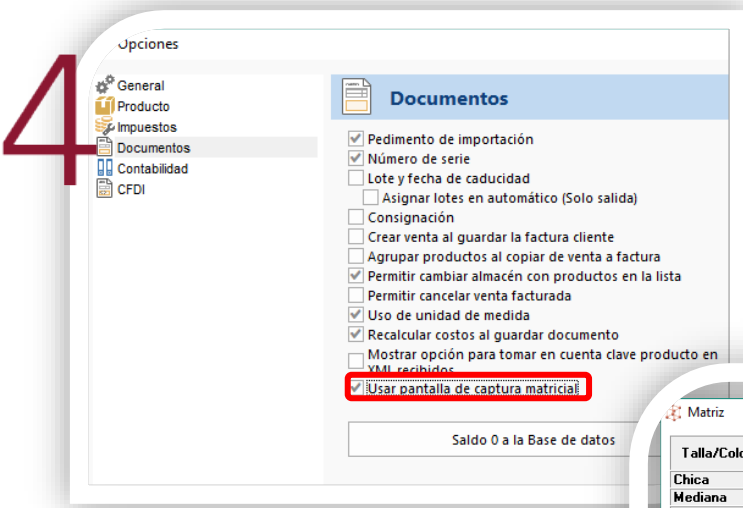 4
Opciones
General
Producto
Impuestos
Documentos
Contabilidad
CFDI
Documentos
Pedimento de importación
Número de serie
Lote y fecha de caducidad
Asignar lotes en automático (Solo salida)
Consignación
Crear venta al guardar la factura cliente
Agrupar productos al copiar de venta a factura
Permitir cambiar almacén con productos en la lista
Permitir cancelar venta facturada
Uso de unidad de medida
Recalcular costos al guardar documento
Mostrar opción para tomar en cuenta clave producto en
XML recibidos
Usar pantalla de captura matricial
Saldo 0 a la Base de datos
Matriz
Talla/Colo
Chica
Mediana